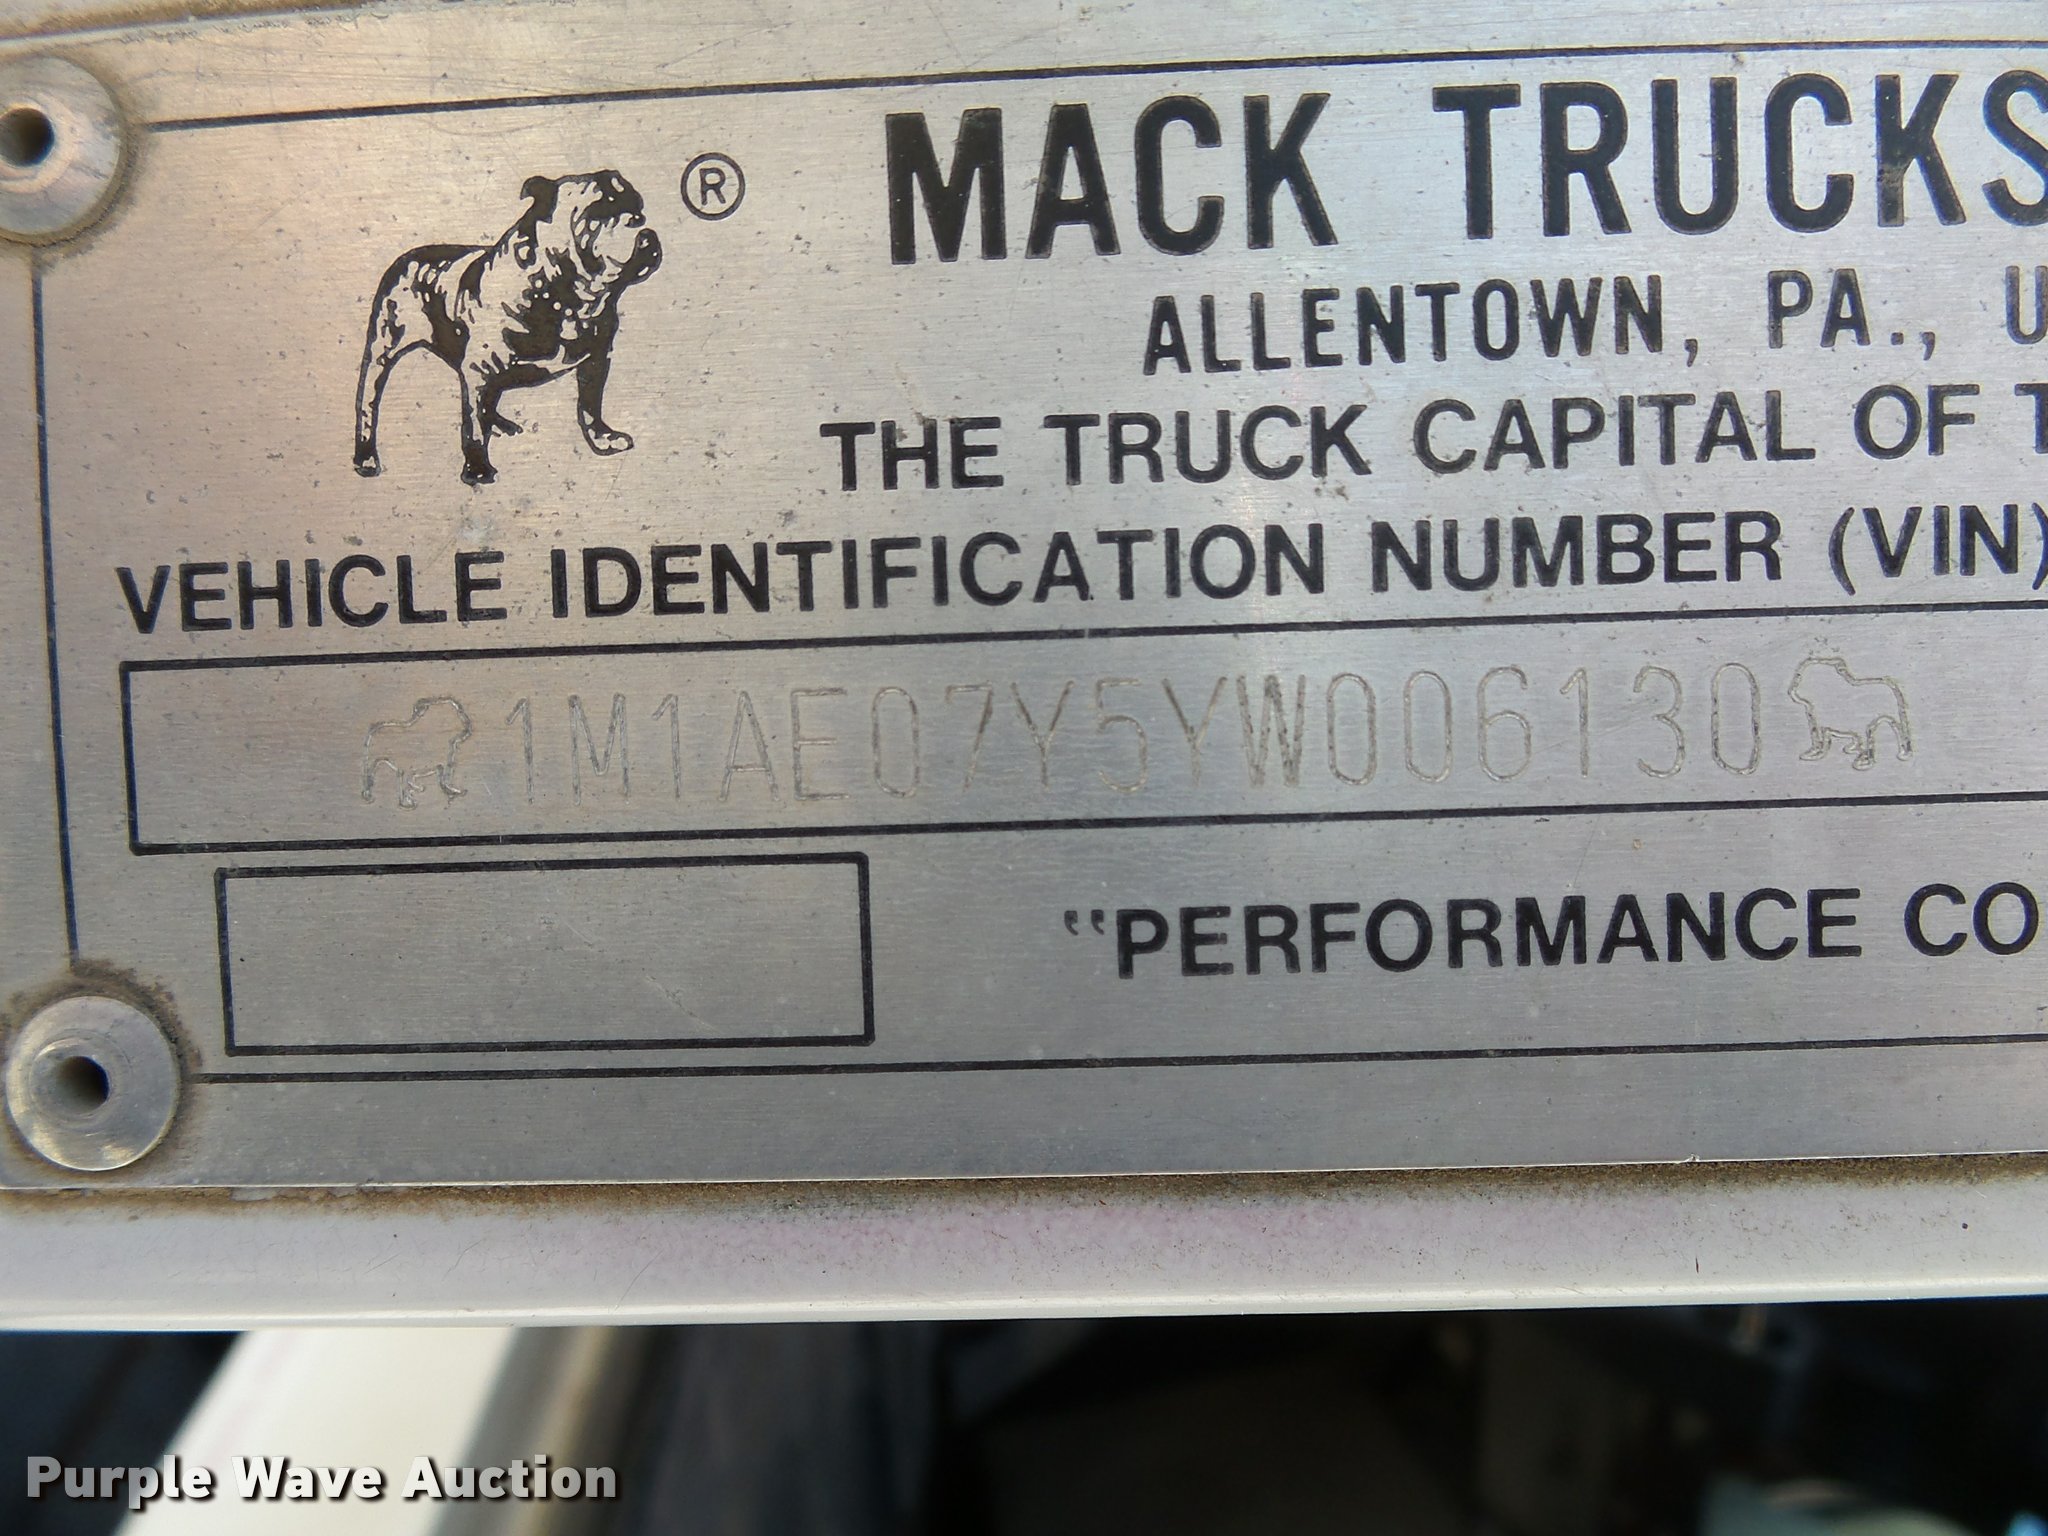 ®
MACK TRUCKS
ALLENTOWN, PA., U
THE TRUCK CAPITAL OF T
VEHICLE IDENTIFICATION NUMBER (VIN)
1M1AE07Y5YW006130
"PERFORMANCE CO
Purple Wave Auction